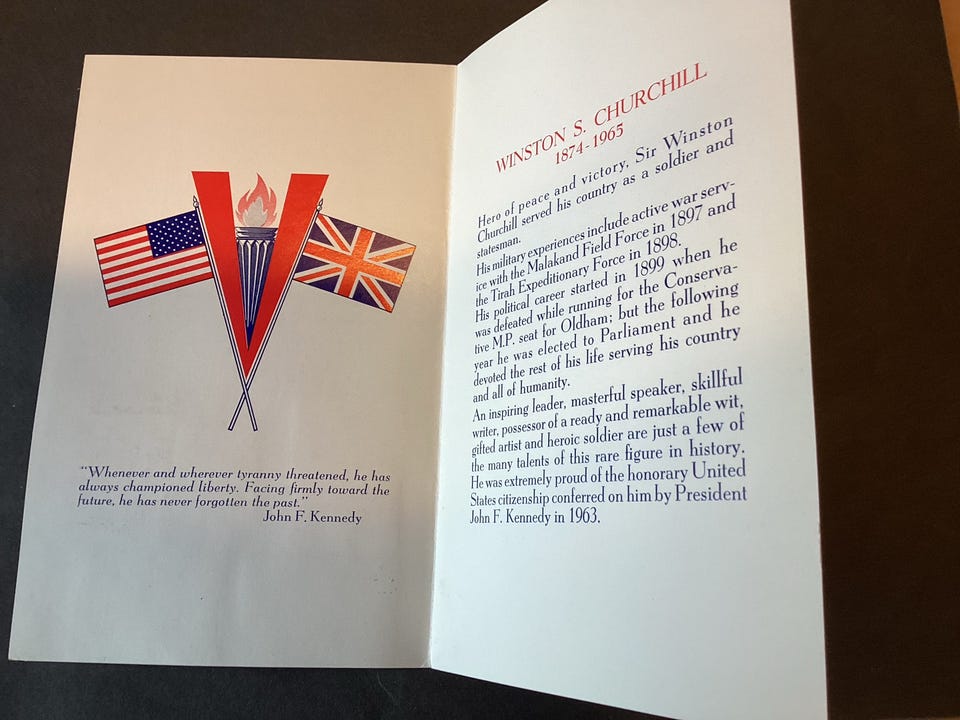 "Whenever and wherever tyranny threatened, he has
always championed liberty. Facing firmly toward the
future, he has never forgotten the past."
John F. Kennedy
WINSTON S. CHURCHILL
1874-1965
Hero of peace and victory, Sir Winston
Churchill served his country as a soldier and
statesman.
His military experiences include active war serv-
ice with the Malakand Field Force in 1897 and
the Tirah Expeditionary Force in 1898.
His political career started in 1899 when he
was defeated while running for the Conserva-
tive M.P. seat for Oldham; but the following
year he was elected to Parliament and he
devoted the rest of his life serving his country
and all of humanity.
An inspiring leader, masterful speaker, skillful
writer, possessor of a ready and remarkable wit,
gifted artist and heroic soldier are just a few of
the many talents of this rare figure in history.
He was extremely proud of the honorary United
States citizenship conferred on him by President
John F. Kennedy in 1963.